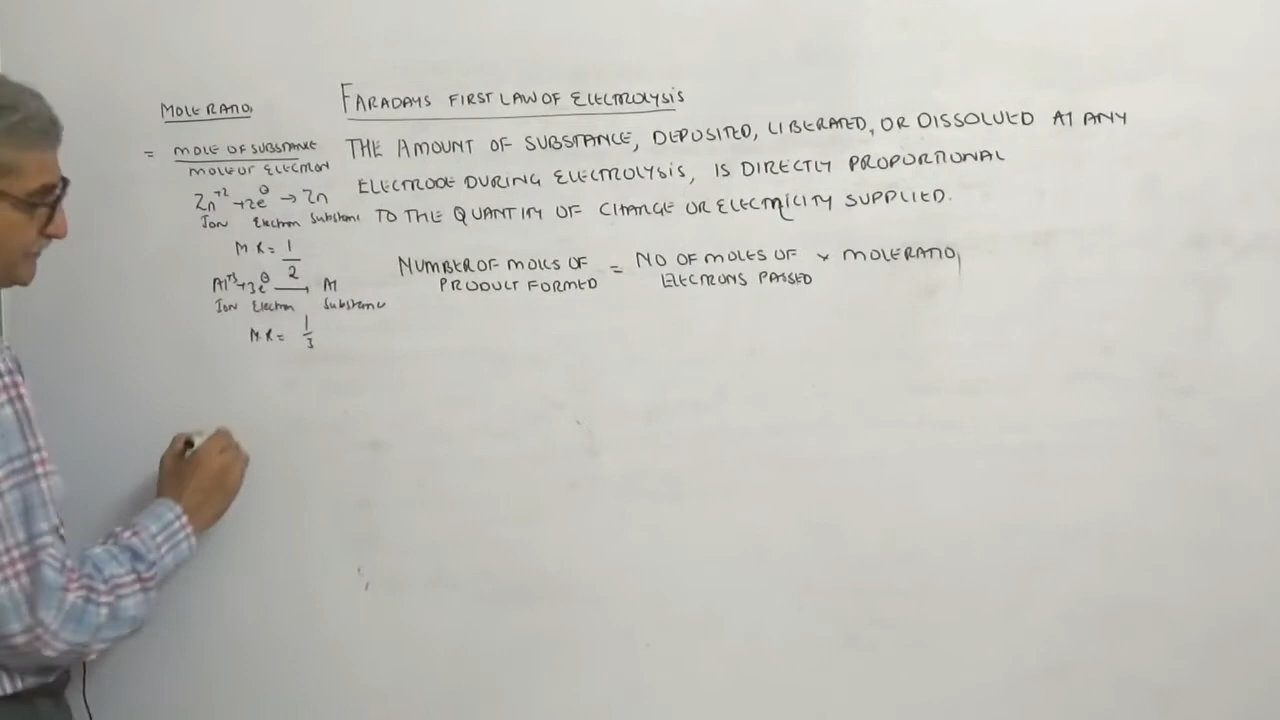 MOLE RATIO
= MOLE OF SUBSTANCE
MOLE OF ELECTRON
Zn+2 + 2e⊖ → Zn
Ion Electron Substance
M R = 1/2
Al+3 + 3e⊖ → Al
Ion Electron Substance
M.R = 1/3
FARADAYS FIRST LAW OF ELECTROLYSIS
THE AMOUNT OF SUBSTANCE, DEPOSITED, LIBERATED, OR DISSOLVED AT ANY
ELECTRODE DURING ELECTROLYSIS, IS DIRECTLY PROPORTIONAL
TO THE QUANTITY OF CHARGE OR ELECTRICITY SUPPLIED.
NUMBER OF MOLES OF = NO OF MOLES OF × MOLE RATIO
PRODUCT FORMED ELECTRONS PASSED